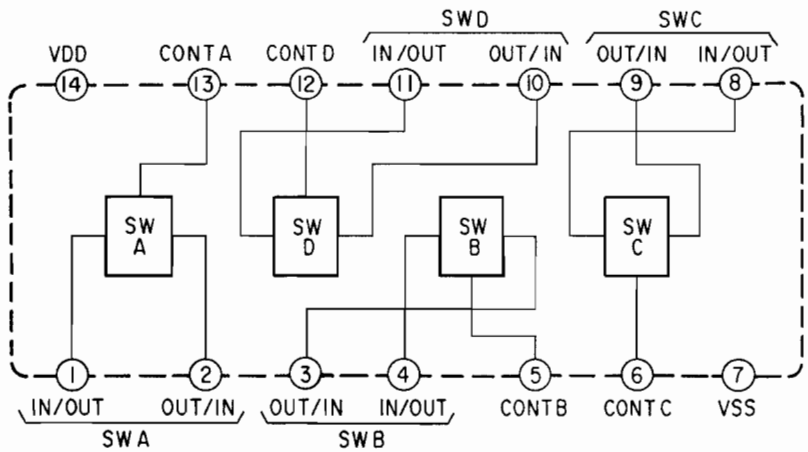 SWD SWC
VDD CONTA CONTD IN/OUT OUT/IN OUT/IN IN/OUT
14 13 12 11 10 9 8
SW A
SW D
SW B
SW C
1 2 3 4 5 6 7
IN/OUT OUT/IN OUT/IN IN/OUT CONTB CONTC VSS
SWA SWB